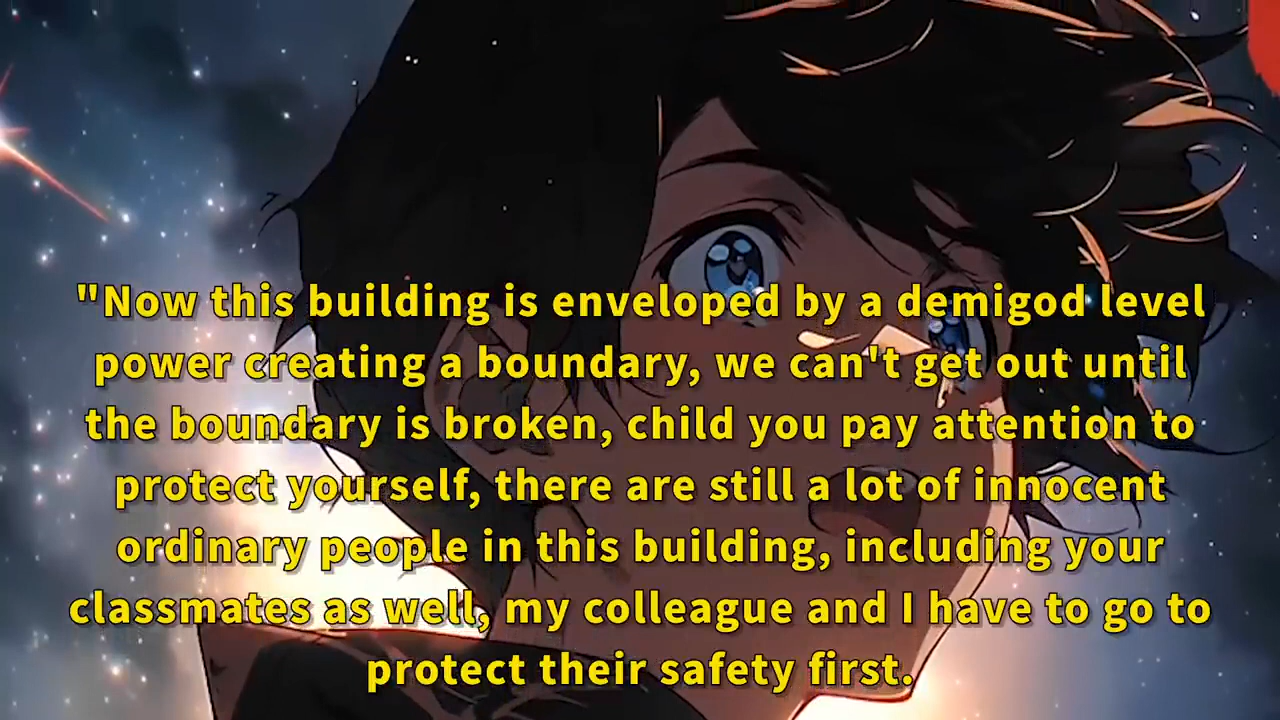 "Now this building is enveloped by a demigod level
power creating a boundary, we can't get out until
the boundary is broken, child you pay attention to
protect yourself, there are still a lot of innocent
ordinary people in this building, including your
classmates as well, my colleague and I have to go to
protect their safety first.